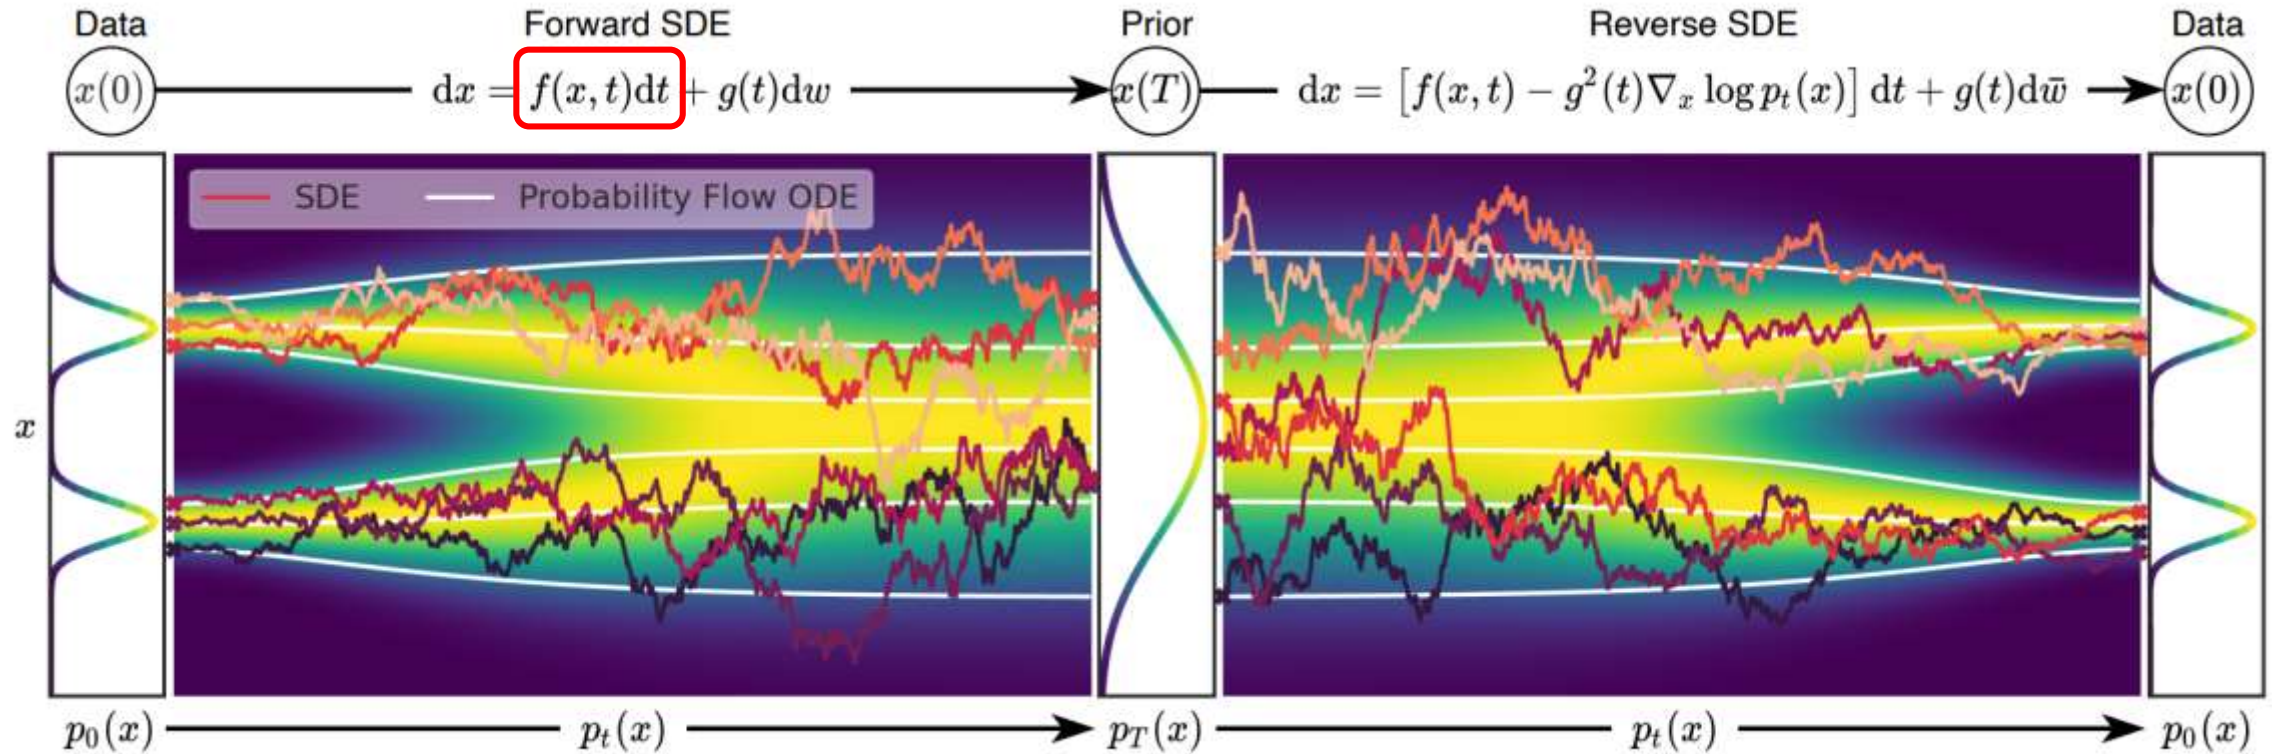 Data Forward SDE Prior Reverse SDE Data
x(0) dx = f(x, t)dt + g(t)dw x(T) dx = [f(x, t) − g²(t)∇ₓ log pₜ(x)] dt + g(t)dw̄ x(0)
SDE Probability Flow ODE
x
p₀(x) pₜ(x) p_T(x) pₜ(x) p₀(x)